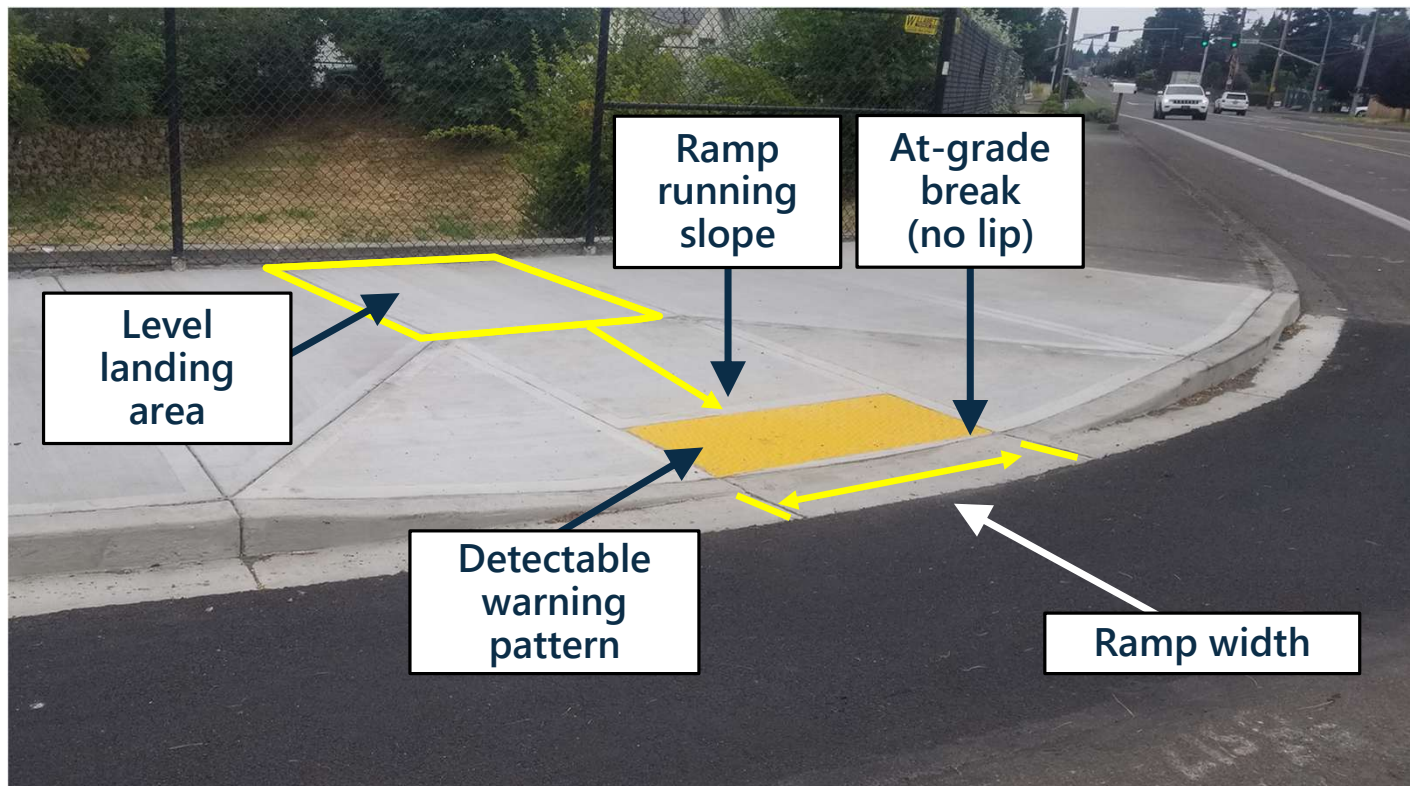 Ramp
running
slope
At-grade
break
(no lip)
Level
landing
area
Detectable
warning
pattern
Ramp width